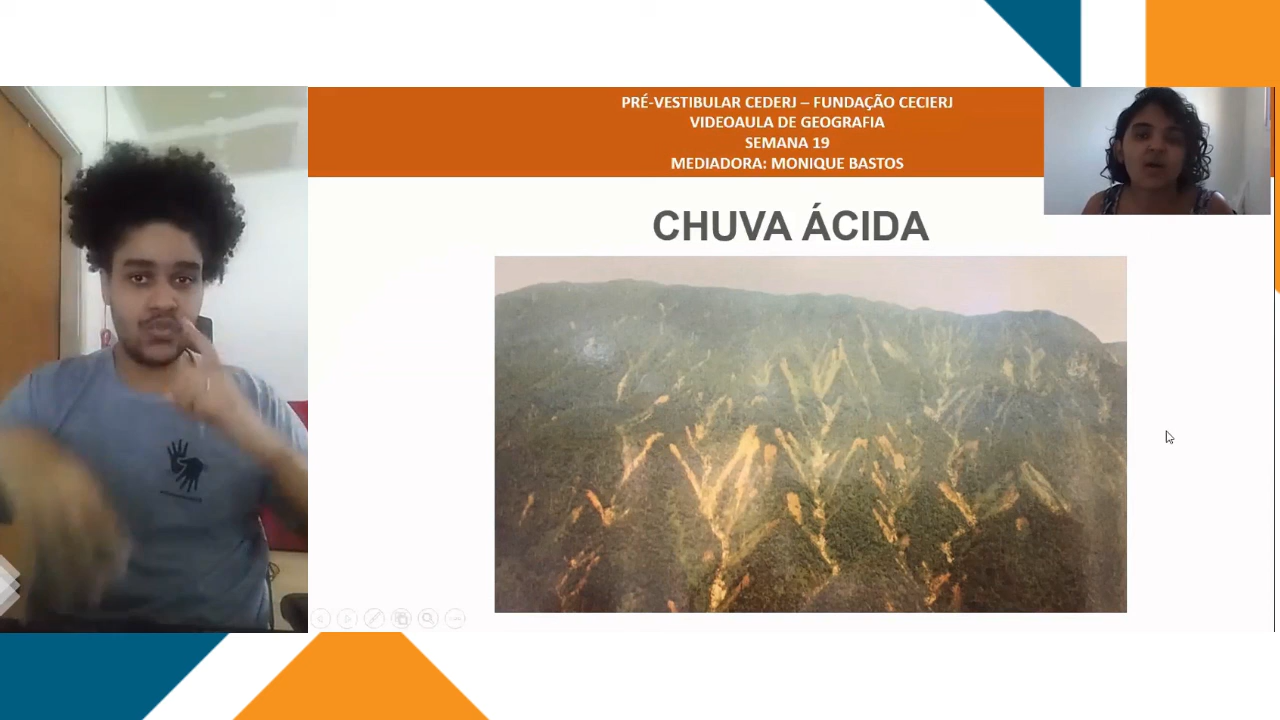 PRÉ-VESTIBULAR CEDERJ – FUNDAÇÃO CECIERJ
VIDEOAULA DE GEOGRAFIA
SEMANA 19
MEDIADORA: MONIQUE BASTOS
CHUVA ÁCIDA